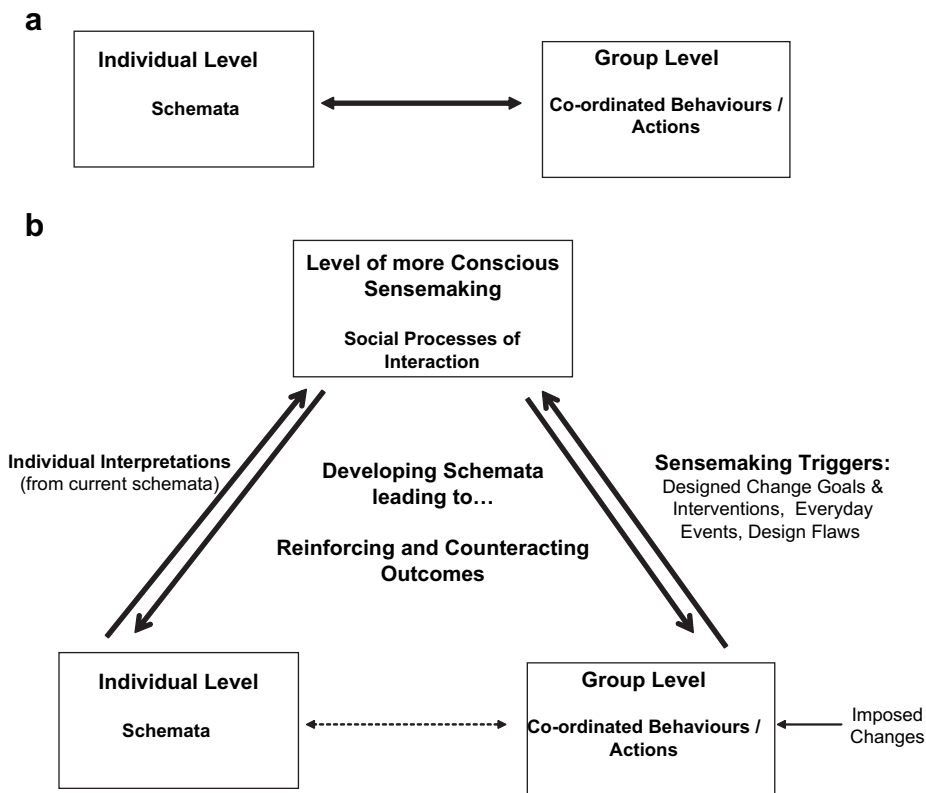 a
Individual Level
Schemata
Group Level
Co-ordinated Behaviours /
Actions
b
Level of more Conscious
Sensemaking
Social Processes of
Interaction
Individual Interpretations
(from current schemata)
Developing Schemata
leading to…
Reinforcing and Counteracting
Outcomes
Sensemaking Triggers:
Designed Change Goals &
Interventions, Everyday
Events, Design Flaws
Individual Level
Schemata
Group Level
Co-ordinated Behaviours /
Actions
Imposed
Changes